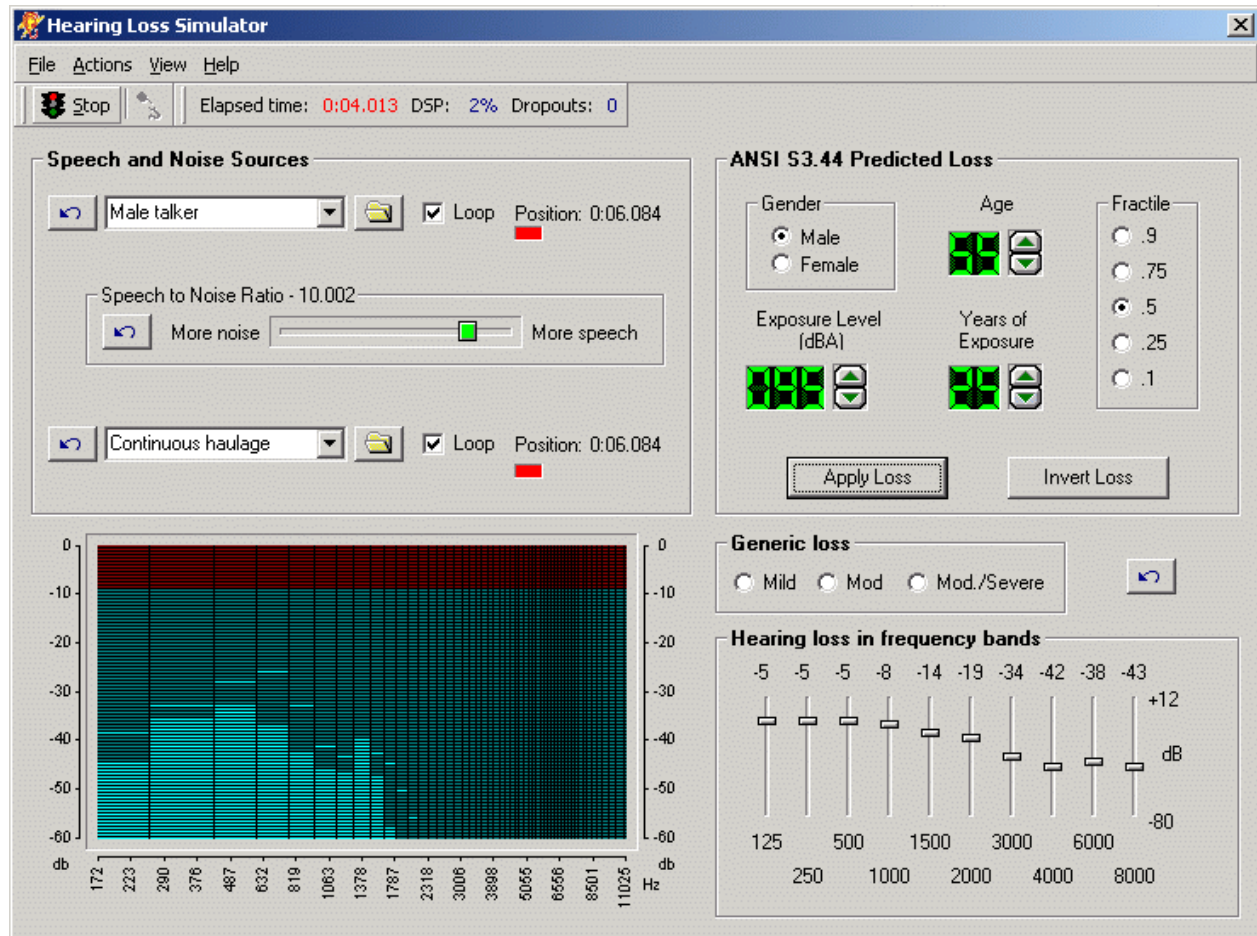 Hearing Loss Simulator
File Actions View Help
Stop Elapsed time: 0:04.013 DSP: 2% Dropouts: 0
Speech and Noise Sources
Male talker Loop Position: 0:06.084
Speech to Noise Ratio - 10.002
More noise More speech
Continuous haulage Loop Position: 0:06.084
ANSI S3.44 Predicted Loss
Gender
Male
Female
Age
Fractile
.9
.75
.5
.25
.1
Exposure Level
(dBA)
Years of
Exposure
Apply Loss Invert Loss
0 0
-10 -10
-20 -20
-30 -30
-40 -40
-50 -50
-60 -60
db db
172 223 290 376 487 632 819 1063 1378 1787 2318 3006 3898 5055 6556 8501 11025 Hz
Generic loss
Mild Mod Mod./Severe
Hearing loss in frequency bands
-5 -5 -5 -8 -14 -19 -34 -42 -38 -43
+12
dB
-80
125 500 1500 3000 6000
250 1000 2000 4000 8000